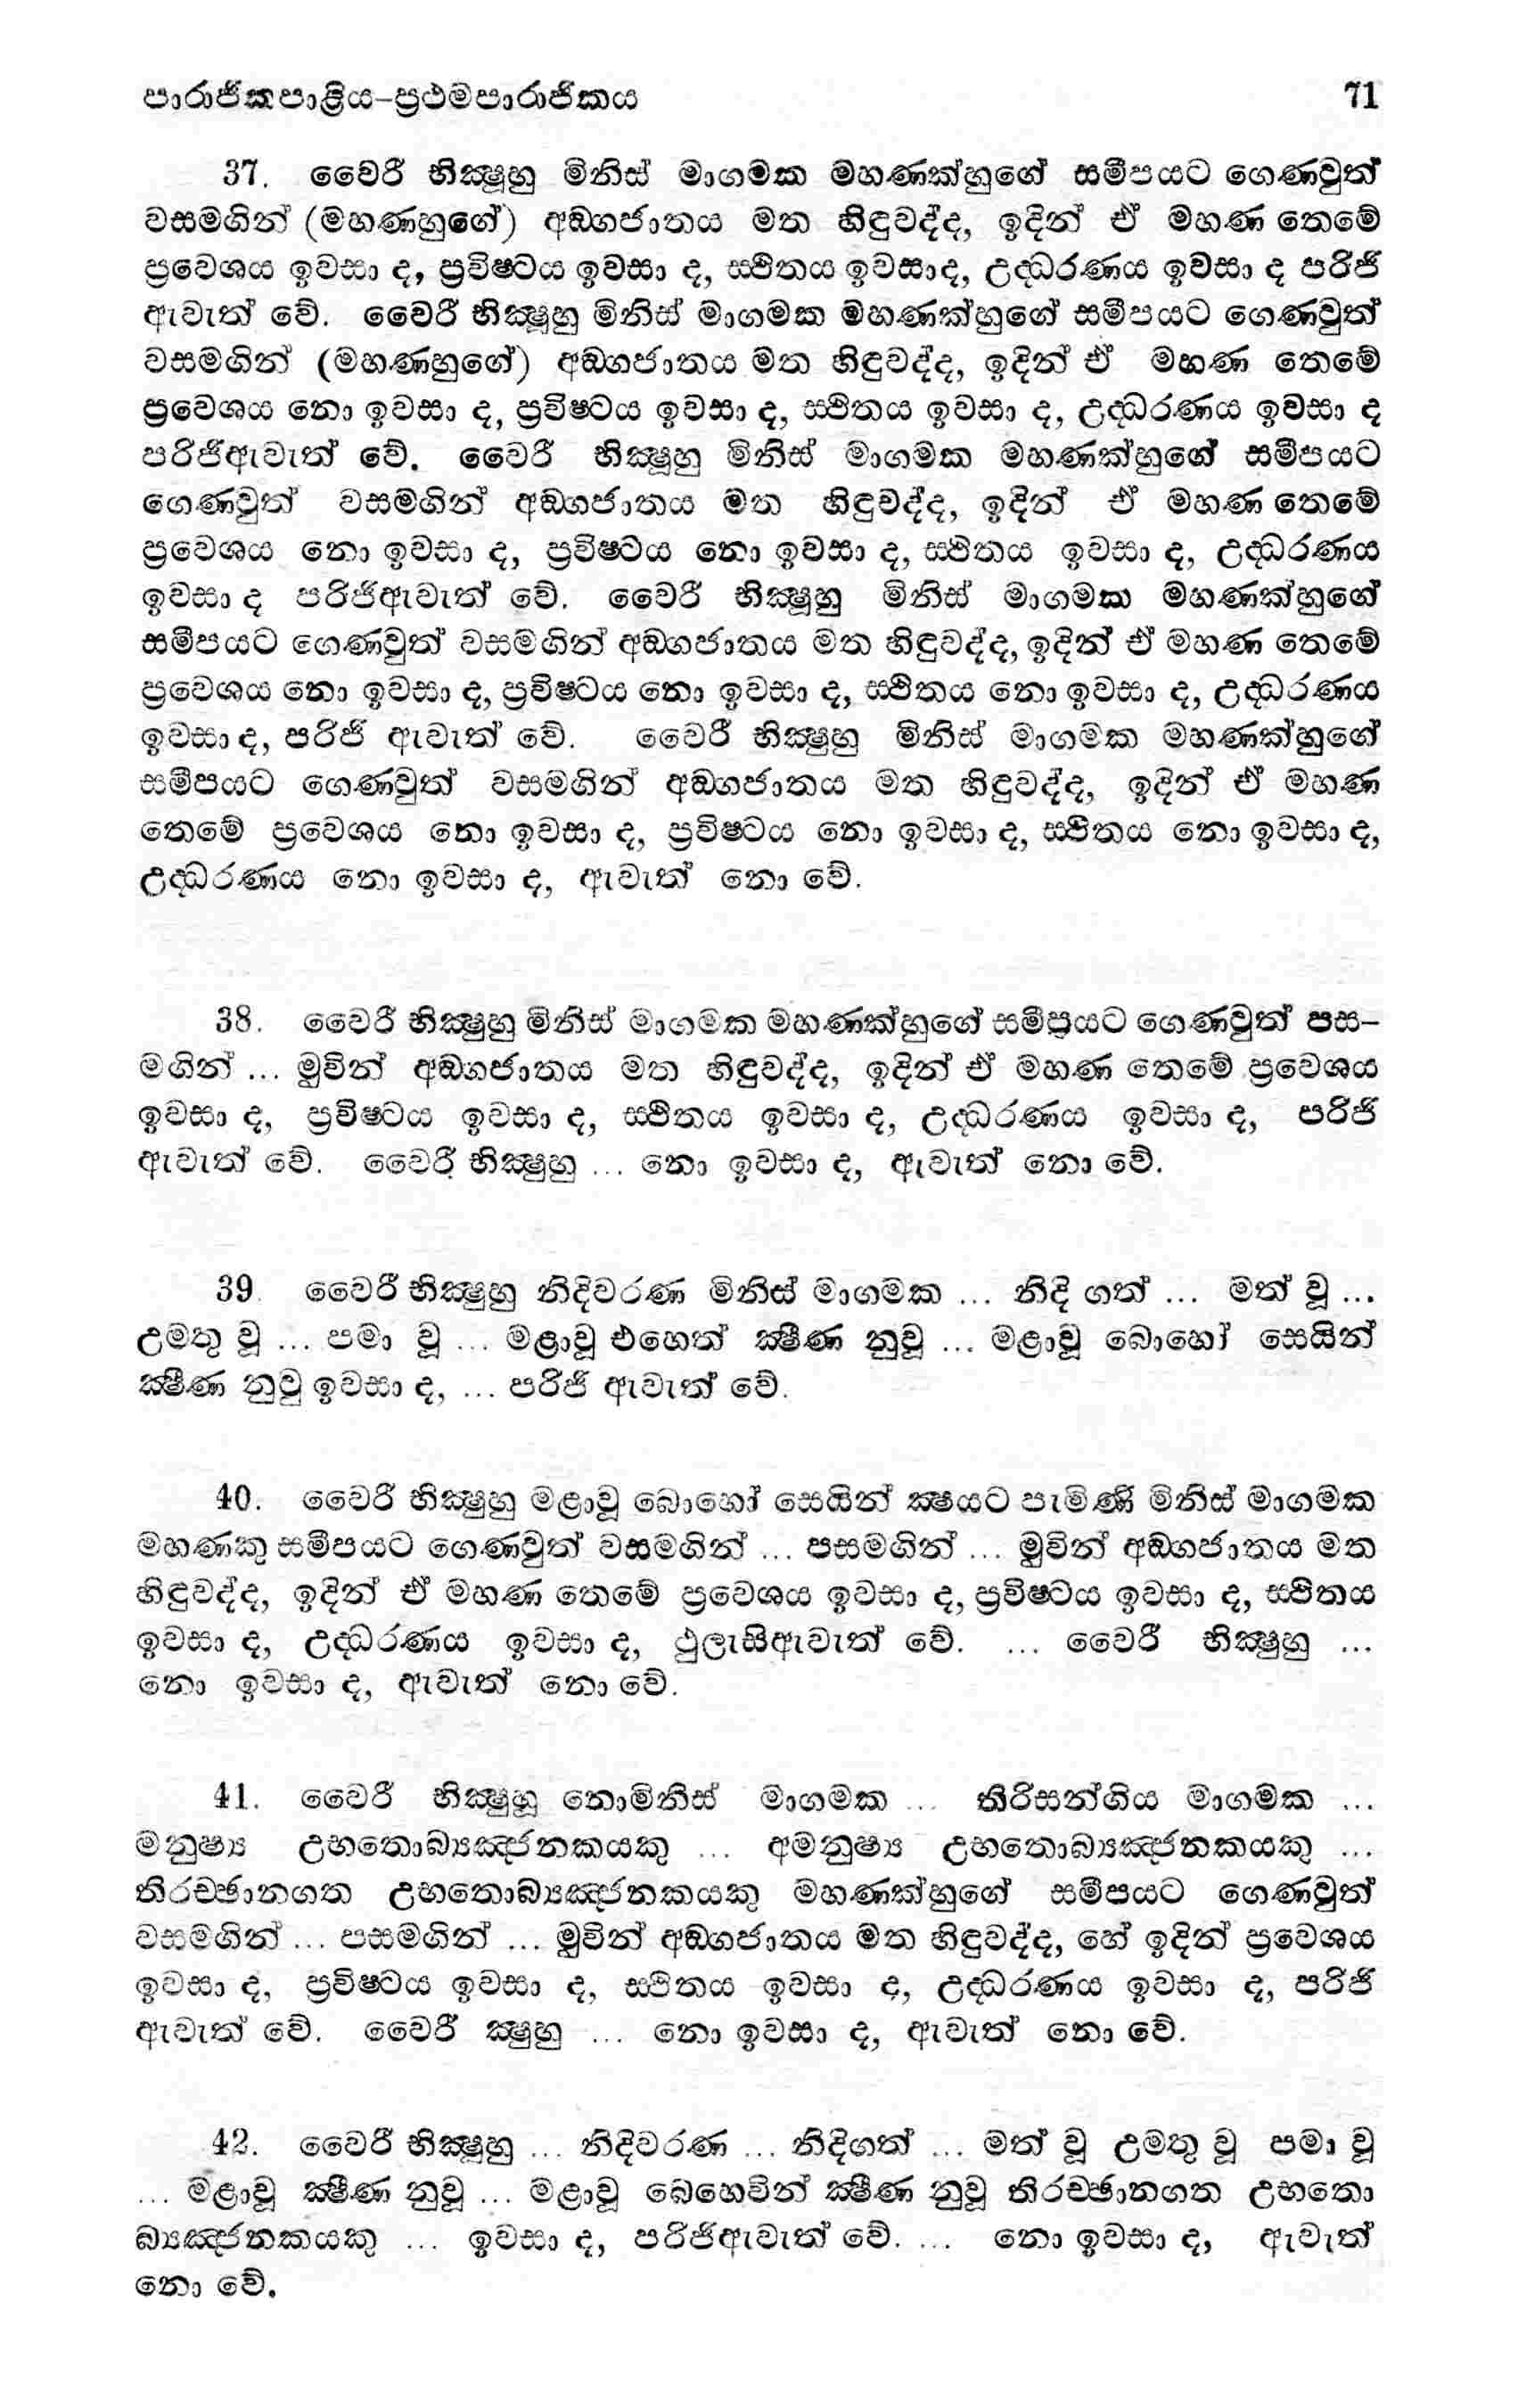 පාරාජිකපාළිය-ප්‍රථමපාරාජිකය 71
37. වෛරී භික්‍ෂූහු මිනිස් මාගමක මහණක්හුගේ සමීපයට ගෙණවුත්
වසමගින් (මහණහුගේ) අඞ්ගජාතය මත හිඳුවද්ද, ඉදින් ඒ මහණ තෙමේ
ප්‍රවෙශය ඉවසා ද, ප්‍රවිෂ්ටය ඉවසා ද, ස්ථිතය ඉවසාද, උද්ධරණය ඉවසා ද පරිජි
ඇවැත් වේ. වෛරී භික්‍ෂූහු මිනිස් මාගමක මහණක්හුගේ සමීපයට ගෙණවුත්
වසමගින් (මහණහුගේ) අඞ්ගජාතය මත හිඳුවද්ද, ඉදින් ඒ මහණ තෙමේ
ප්‍රවෙශය නො ඉවසා ද, ප්‍රවිෂ්ටය ඉවසා ද, ස්ථිතය ඉවසා ද, උද්ධරණය ඉවසා ද
පරිජිඇවැත් වේ. වෛරී භික්‍ෂූහු මිනිස් මාගමක මහණක්හුගේ සමීපයට
ගෙණවුත් වසමගින් අඞ්ගජාතය මත හිඳුවද්ද, ඉදින් ඒ මහණ තෙමේ
ප්‍රවෙශය නො ඉවසා ද, ප්‍රවිෂ්ටය නො ඉවසා ද, ස්ථිතය ඉවසා ද, උද්ධරණය
ඉවසා ද පරිජිඇවැත් වේ. වෛරී භික්‍ෂූහු මිනිස් මාගමක මහණක්හුගේ
සමීපයට ගෙණවුත් වසමගින් අඞ්ගජාතය මත හිඳුවද්ද, ඉදින් ඒ මහණ තෙමේ
ප්‍රවෙශය නො ඉවසා ද, ප්‍රවිෂ්ටය නො ඉවසා ද, ස්ථිතය නො ඉවසා ද, උද්ධරණය
ඉවසා ද, පරිජි ඇවැත් වේ. වෛරී භික්‍ෂුහු මිනිස් මාගමක මහණක්හුගේ
සමීපයට ගෙණවුත් වසමගින් අඞ්ගජාතය මත හිඳුවද්ද, ඉදින් ඒ මහණ
තෙමේ ප්‍රවෙශය නො ඉවසා ද, ප්‍රවිෂ්ටය නො ඉවසා ද, ස්ථිතය නො ඉවසා ද,
උද්ධරණය නො ඉවසා ද, ඇවැත් නො වේ.
38. වෛරී භික්‍ෂුහු මිනිස් මාගමක මහණක්හුගේ සමීපයට ගෙණවුත් පස-
මගින් ... මුවින් අඞ්ගජාතය මත හිඳුවද්ද, ඉදින් ඒ මහණ තෙමේ ප්‍රවෙශය
ඉවසා ද, ප්‍රවිෂ්ටය ඉවසා ද, ස්ථිතය ඉවසා ද, උද්ධරණය ඉවසා ද, පරිජි
ඇවැත් වේ. වෛරී භික්‍ෂුහු ... නො ඉවසා ද, ඇවැත් නො වේ.
39. වෛරී භික්‍ෂුහු නිදිවරණ මිනිස් මාගමක ... නිදි ගත් ... මත් වූ ...
උමතු වූ ... පමා වූ ... මළාවූ එහෙත් ක්‍ෂීණ නුවූ ... මළාවූ බොහෝ සෙයින්
ක්‍ෂීණ නුවූ ඉවසා ද, ... පරිජි ඇවැත් වේ.
40. වෛරී භික්‍ෂුහු මළාවූ බොහෝ සෙයින් ක්‍ෂයට පැමිණි මිනිස් මාගමක
මහණකු සමීපයට ගෙණවුත් වසමගින් ... පසමගින් ... මුවින් අඞ්ගජාතය මත
හිඳුවද්ද, ඉදින් ඒ මහණ තෙමේ ප්‍රවෙශය ඉවසා ද, ප්‍රවිෂ්ටය ඉවසා ද, ස්ථිතය
ඉවසා ද, උද්ධරණය ඉවසා ද, ථුලැසිඇවැත් වේ. ... වෛරී භික්‍ෂුහු ...
නො ඉවසා ද, ඇවැත් නො වේ.
41. වෛරී භික්‍ෂුහූ නොමිනිස් මාගමක ... තිරිසන්ගිය මාගමක ...
මනුෂ්‍ය උභතොබ්‍යඤ්ජනකයකු ... අමනුෂ්‍ය උභතොබ්‍යඤ්ජනකයකු ...
තිරච්ඡානගත උභතොබ්‍යඤ්ජනකයකු මහණක්හුගේ සමීපයට ගෙණවුත්
වසමගින් ... පසමගින් ... මුවින් අඞ්ගජාතය මත හිඳුවද්ද, හේ ඉදින් ප්‍රවෙශය
ඉවසා ද, ප්‍රවිෂ්ටය ඉවසා ද, ස්ථිතය ඉවසා ද, උද්ධරණය ඉවසා ද, පරිජි
ඇවැත් වේ. වෛරී ක්‍ෂුහු ... නො ඉවසා ද, ඇවැත් නො වේ.
42. වෛරී භික්‍ෂූහු ... නිදිවරණ ... නිදිගත් ... මත් වූ උමතු වූ පමා වූ
... මළාවූ ක්‍ෂීණ නුවූ ... මළාවූ බෙහෙවින් ක්‍ෂීණ නුවූ තිරච්ඡානගත උභතො
බ්‍යඤ්ජනකයකු ... ඉවසා ද, පරිජිඇවැත් වේ. ... නො ඉවසා ද, ඇවැත්
නො වේ.